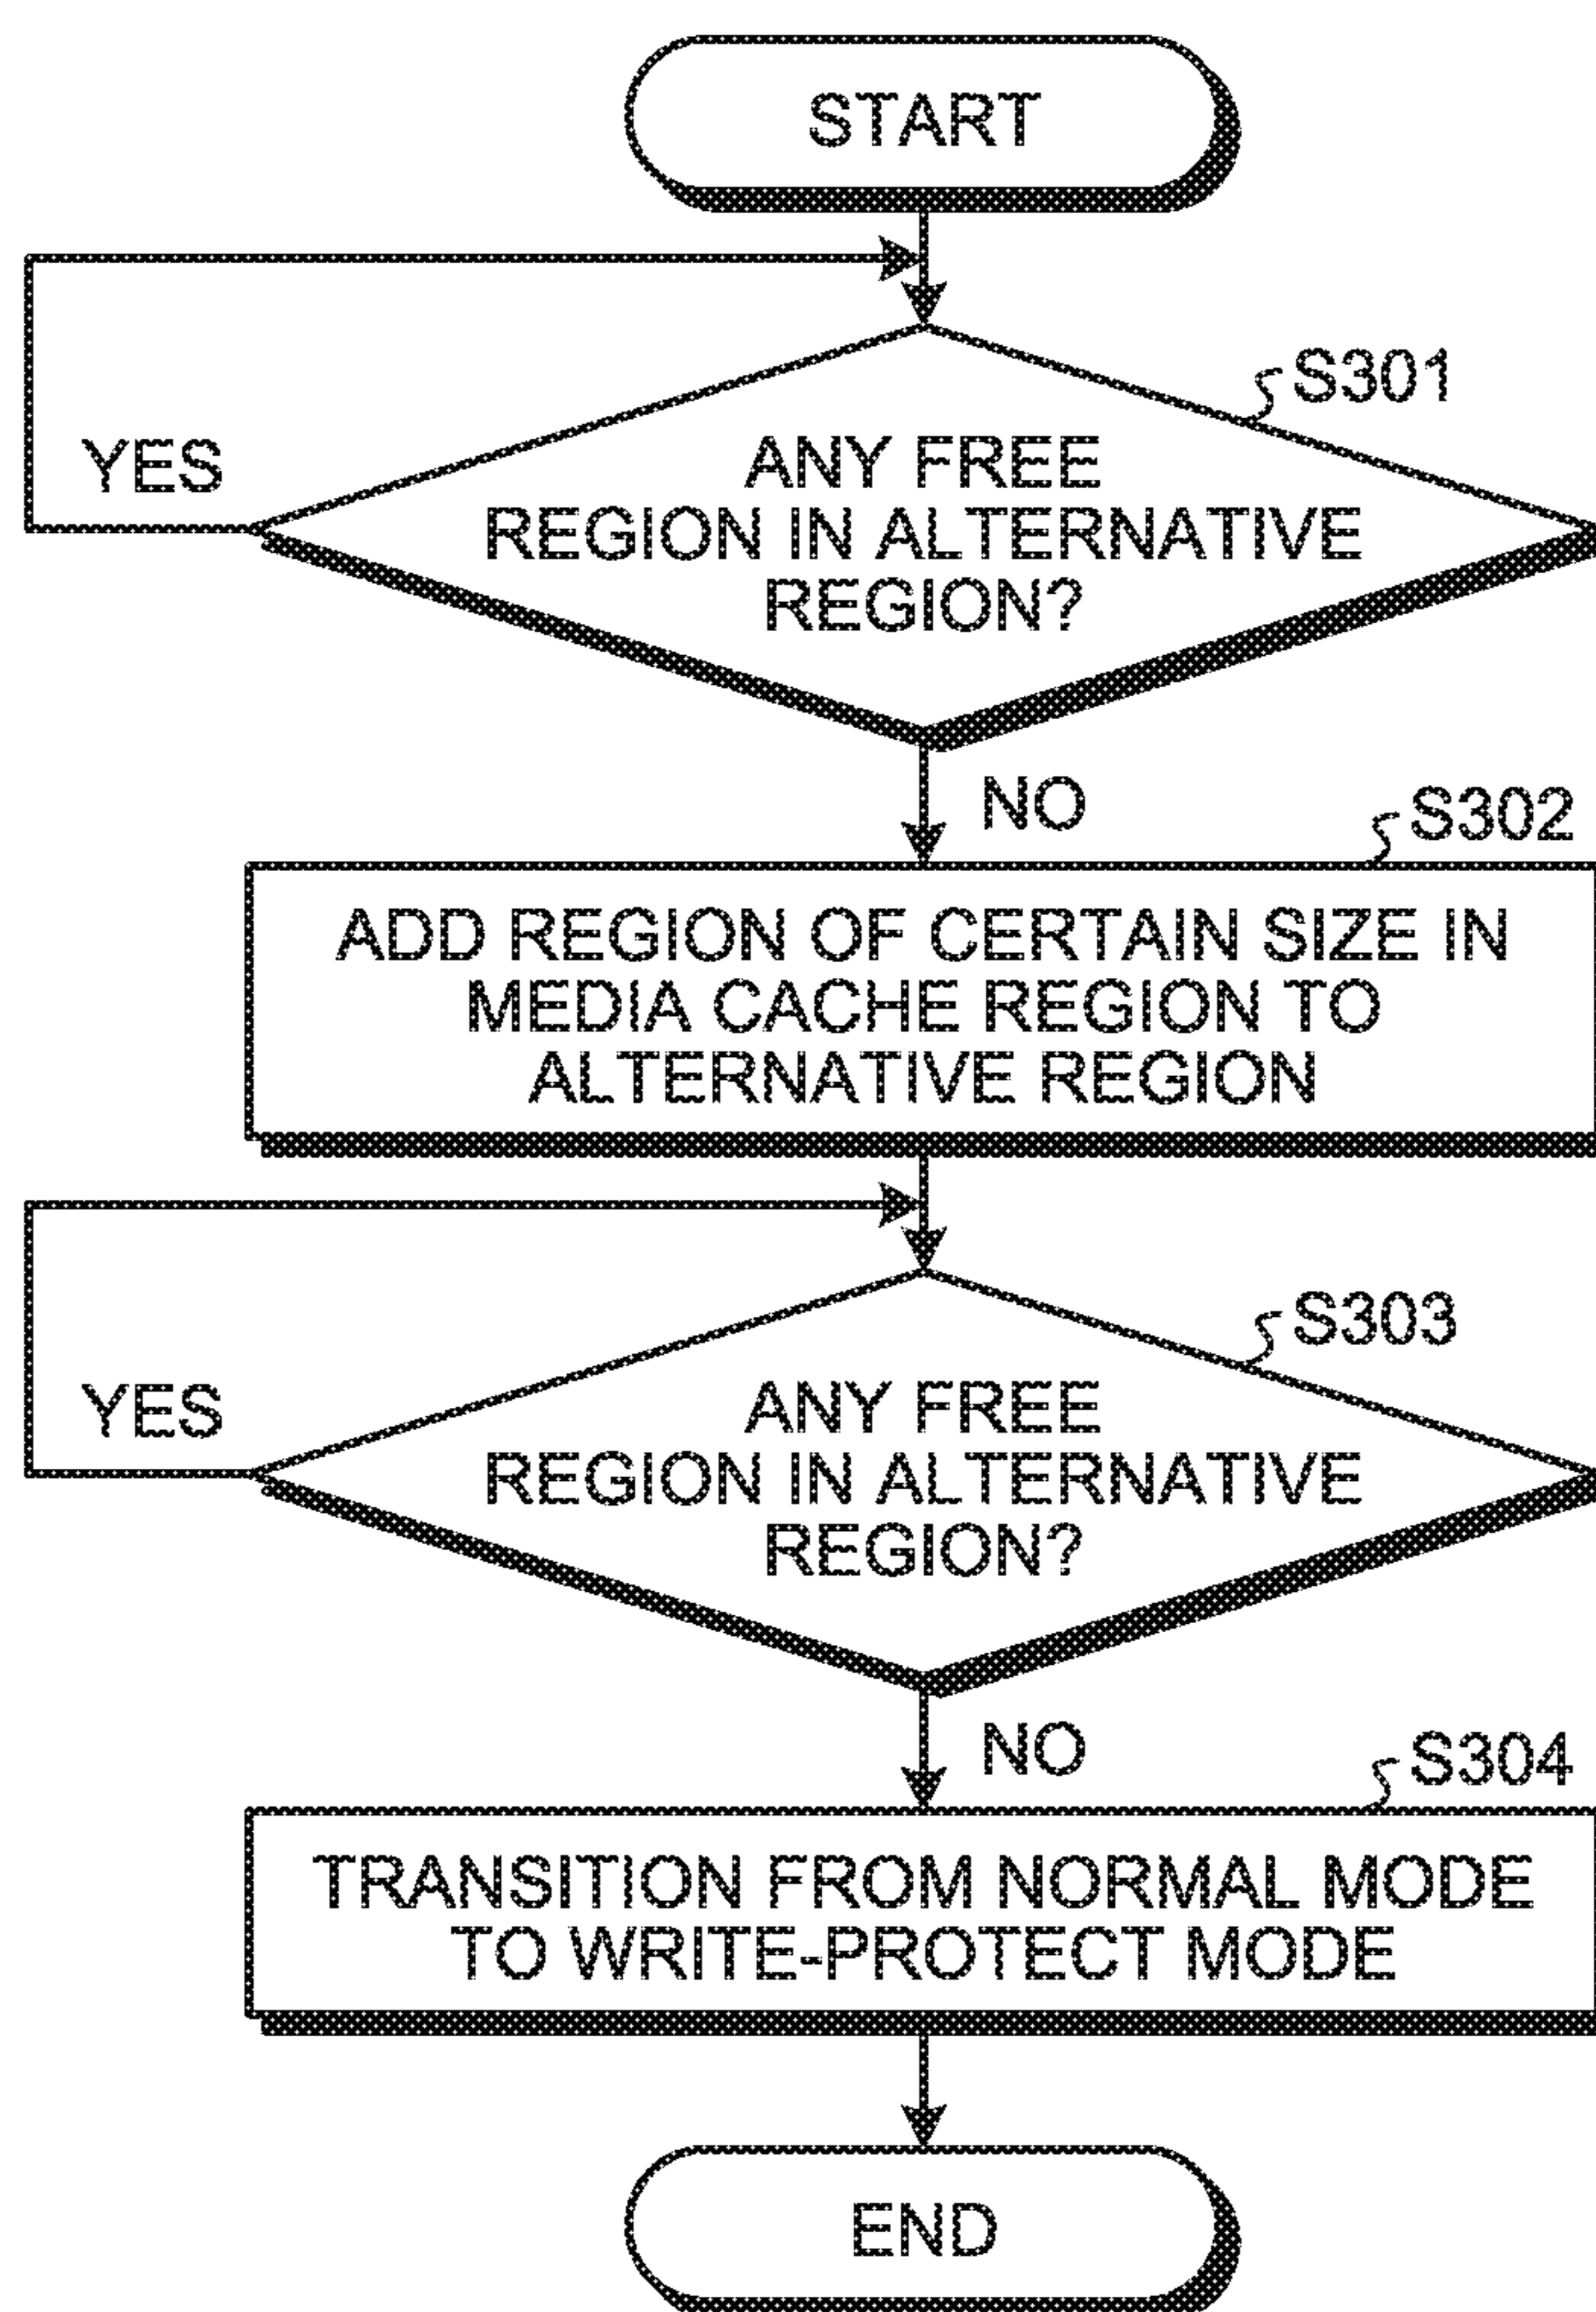 START
S301
YES
ANY FREE
REGION IN ALTERNATIVE
REGION?
NO
S302
ADD REGION OF CERTAIN SIZE IN
MEDIA CACHE REGION TO
ALTERNATIVE REGION
S303
YES
ANY FREE
REGION IN ALTERNATIVE
REGION?
NO
S304
TRANSITION FROM NORMAL MODE
TO WRITE-PROTECT MODE
END